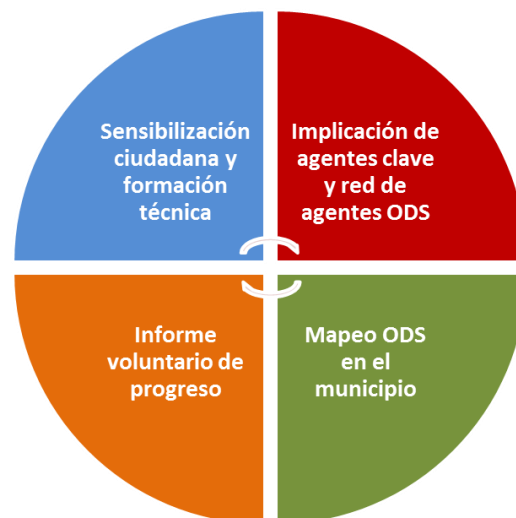 Sensibilización
ciudadana y
formación
técnica
Implicación de
agentes clave
y red de
agentes ODS
Informe
voluntario de
progreso
Mapeo ODS
en el
municipio